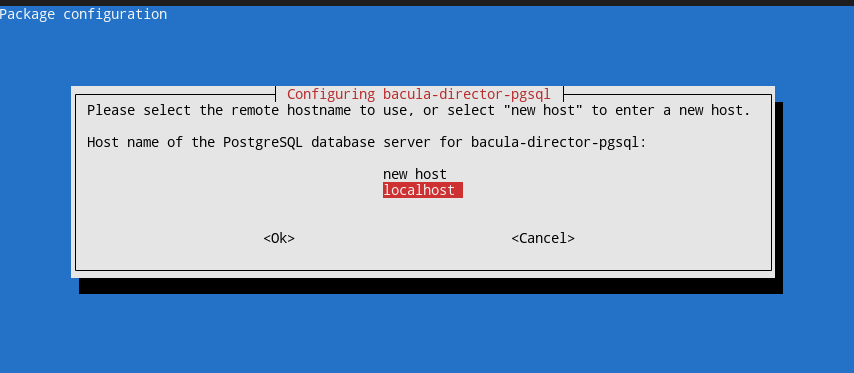 Package configuration
Configuring bacula-director-pgsql
Please select the remote hostname to use, or select "new host" to enter a new host.
Host name of the PostgreSQL database server for bacula-director-pgsql:
new host
localhost
<Ok> <Cancel>